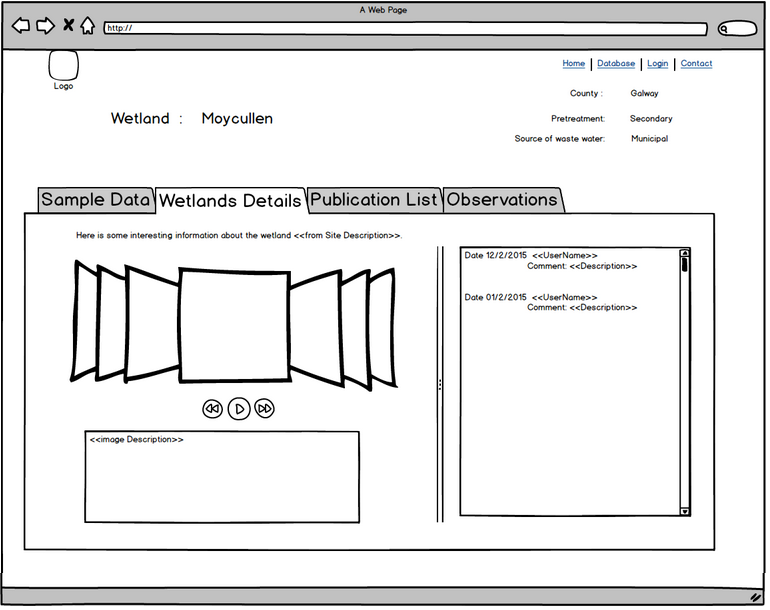 A Web Page
http://
Home | Database | Login | Contact
Logo
County : Galway
Wetland : Moycullen
Pretreatment: Secondary
Source of waste water: Municipal
Sample Data Wetlands Details Publication List Observations
Here is some interesting information about the wetland <<from Site Description>>.
Date 12/2/2015 <<UserName>>
Comment: <<Description>>
Date 01/2/2015 <<UserName>>
Comment: <<Description>>
<<image Description>>